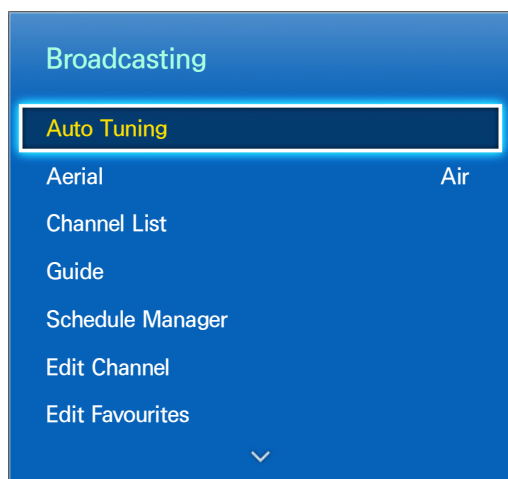 Broadcasting
Auto Tuning
Aerial Air
Channel List
Guide
Schedule Manager
Edit Channel
Edit Favourites